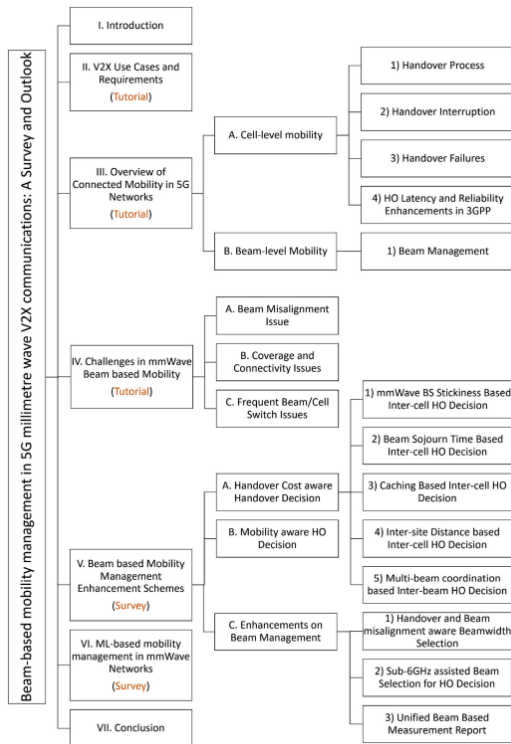 Beam-based mobility management in 5G millimetre wave V2X communications: A Survey and Outlook
I. Introduction
II. V2X Use Cases and
Requirements
(Tutorial)
III. Overview of
Connected Mobility in 5G
Networks
(Tutorial)
A. Cell-level mobility
1) Handover Process
2) Handover Interruption
3) Handover Failures
4) HO Latency and Reliability
Enhancements in 3GPP
B. Beam-level Mobility
1) Beam Management
IV. Challenges in mmWave
Beam based Mobility
(Tutorial)
A. Beam Misalignment
Issue
B. Coverage and
Connectivity Issues
C. Frequent Beam/Cell
Switch Issues
V. Beam based Mobility
Management
Enhancement Schemes
(Survey)
A. Handover Cost aware
Handover Decision
1) mmWave BS Stickiness Based
Inter-cell HO Decision
2) Beam Sojourn Time Based
Inter-cell HO Decision
3) Caching Based Inter-cell HO
Decision
4) Inter-site Distance based
Inter-cell HO Decision
5) Multi-beam coordination
based Inter-beam HO Decision
B. Mobility aware HO
Decision
C. Enhancements on
Beam Management
1) Handover and Beam
misalignment aware Beamwidth
Selection
2) Sub-6GHz assisted Beam
Selection for HO Decision
3) Unified Beam Based
Measurement Report
VI. ML-based mobility
management in mmWave
Networks
(Survey)
VII. Conclusion